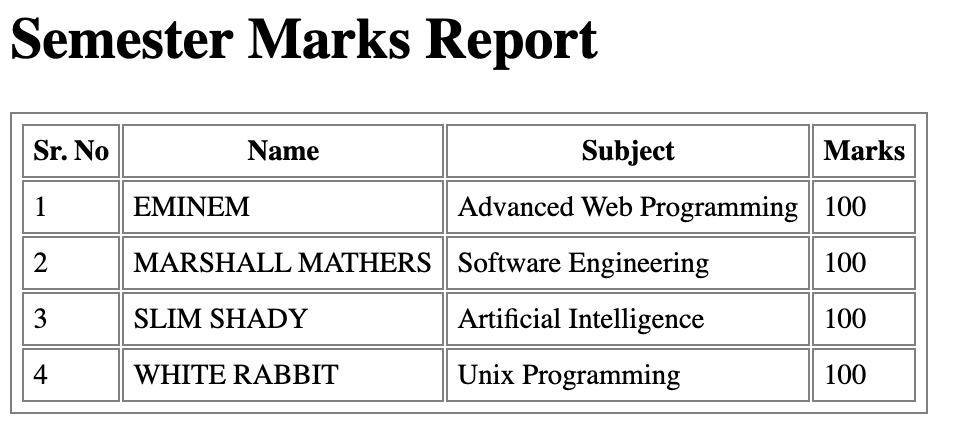 Semester Marks Report
Sr. No Name Subject Marks
1 EMINEM Advanced Web Programming 100
2 MARSHALL MATHERS Software Engineering 100
3 SLIM SHADY Artificial Intelligence 100
4 WHITE RABBIT Unix Programming 100